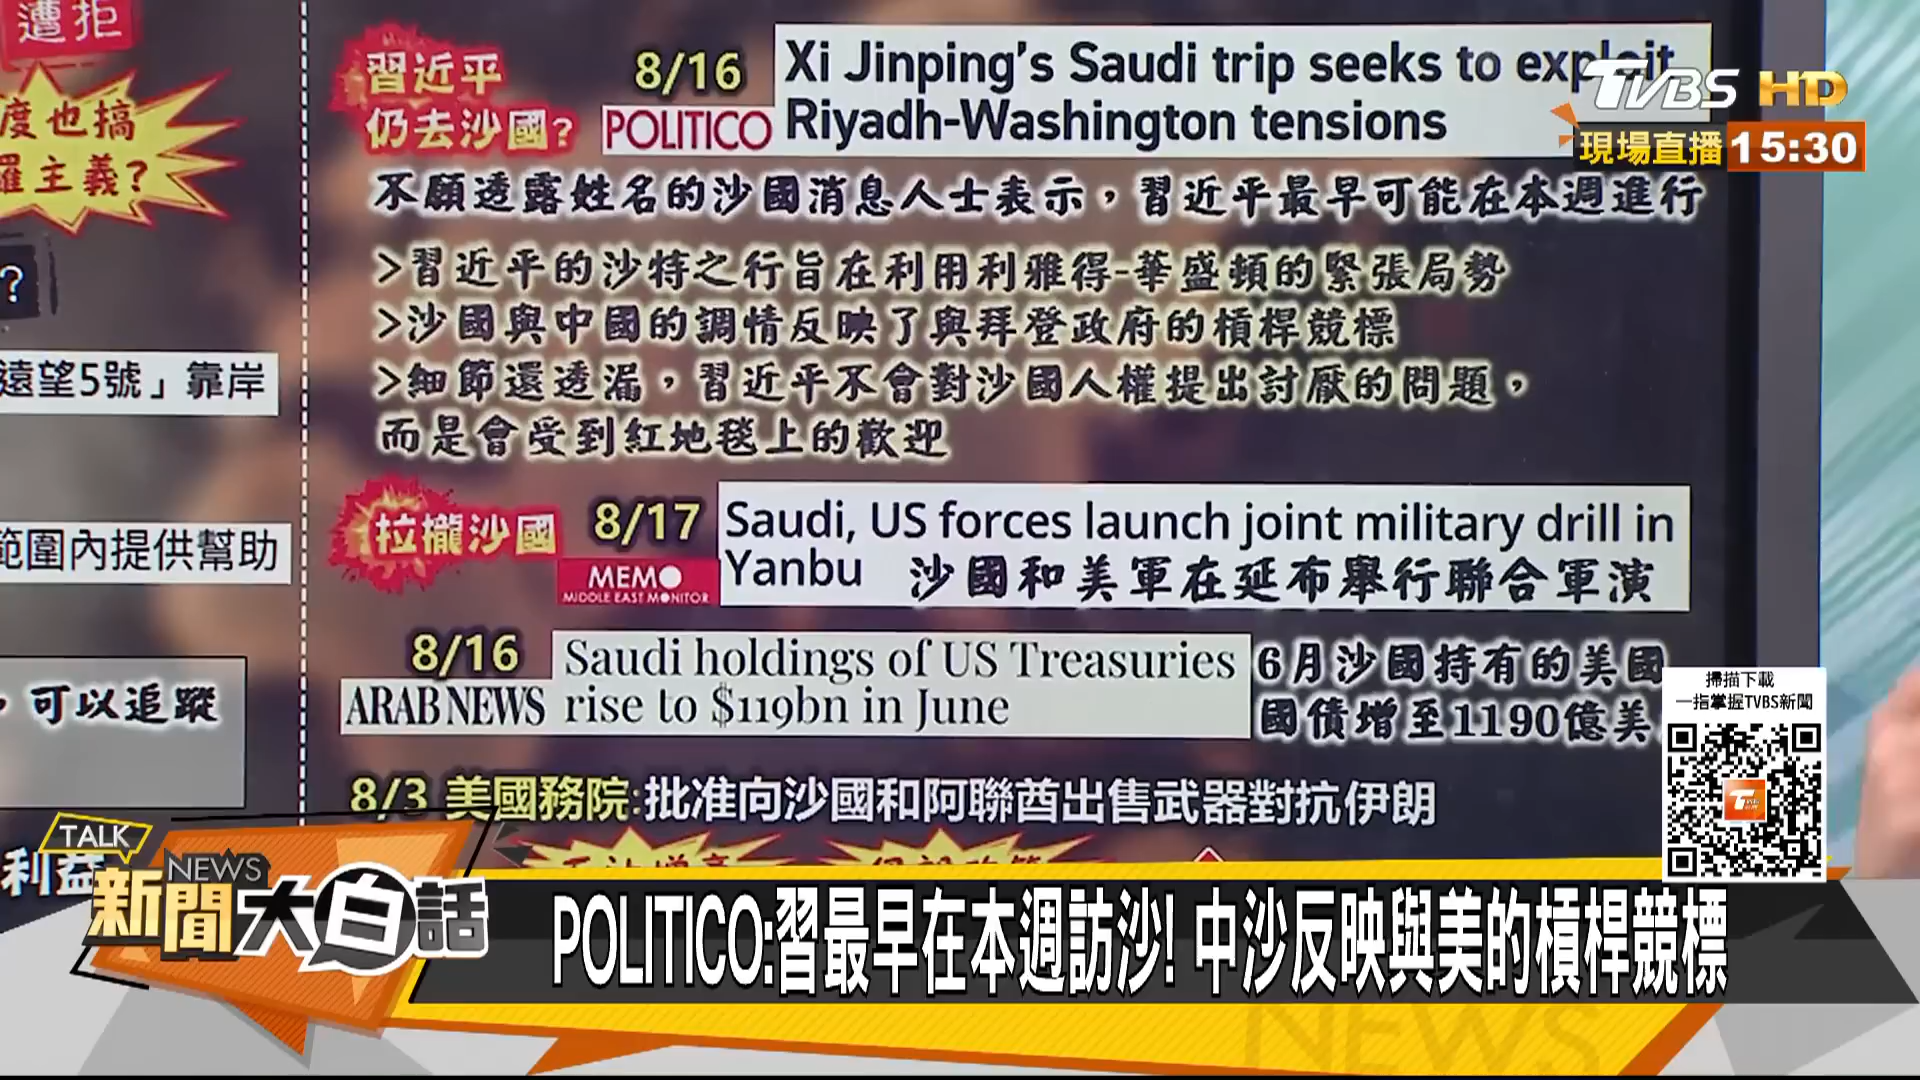 遭拒
度也搞
羅主義?
?
遠望5號」靠岸
範圍內提供幫助
，可以追蹤
利益
習近平
仍去沙國?
8/16
POLITICO
Xi Jinping's Saudi trip seeks to exploit
Riyadh-Washington tensions
TVBS HD
現場直播 15:30
不願透露姓名的沙國消息人士表示，習近平最早可能在本週進行
>習近平的沙特之行旨在利用利雅得-華盛頓的緊張局勢
>沙國與中國的調情反映了與拜登政府的槓桿競標
>細節還透漏，習近平不會對沙國人權提出討厭的問題，
而是會受到紅地毯上的歡迎
拉攏沙國
8/17
MEMO
MIDDLE EAST MONITOR
Saudi, US forces launch joint military drill in
Yanbu 沙國和美軍在延布舉行聯合軍演
8/16
ARAB NEWS
Saudi holdings of US Treasuries
rise to $119bn in June
6月沙國持有的美國
國債增至1190億美
8/3 美國務院:批准向沙國和阿聯酋出售武器對抗伊朗
掃描下載
一指掌握TVBS新聞
TALK
NEWS
新聞大白話
POLITICO:習最早在本週訪沙! 中沙反映與美的槓桿競標
NEWS